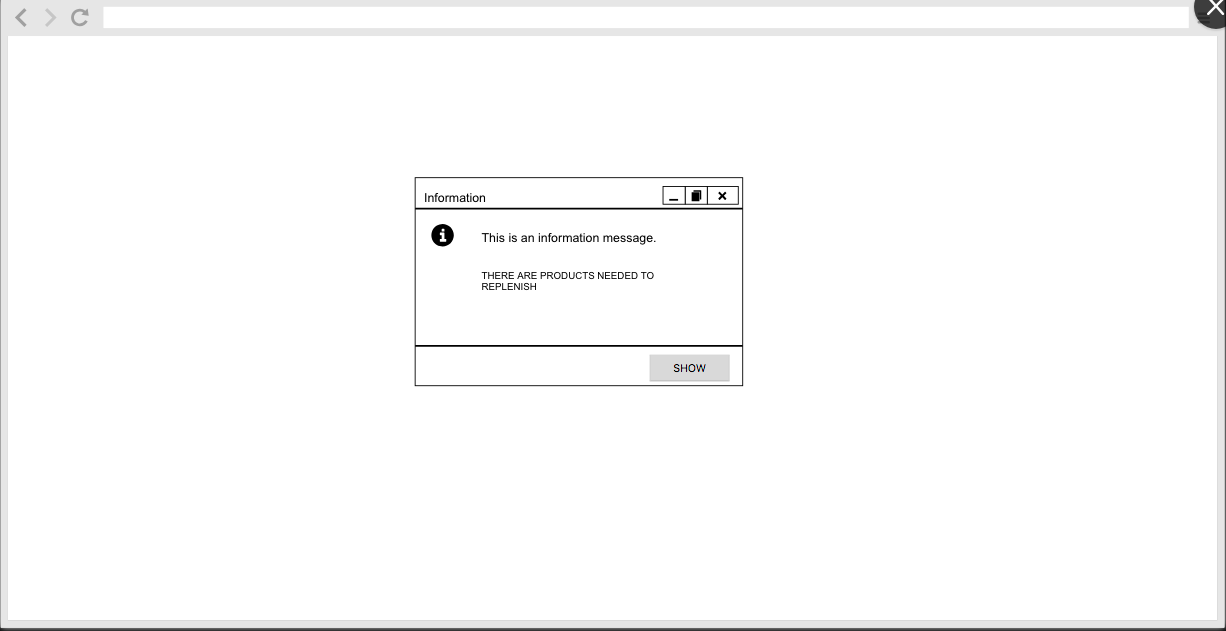 Information
This is an information message.
THERE ARE PRODUCTS NEEDED TO
REPLENISH
SHOW